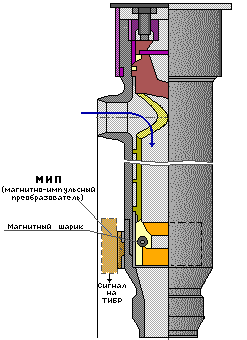 МИП
(магнитно-импульсный
преобразователь)
Магнитный шарик
Сигнал
на
ТИБР